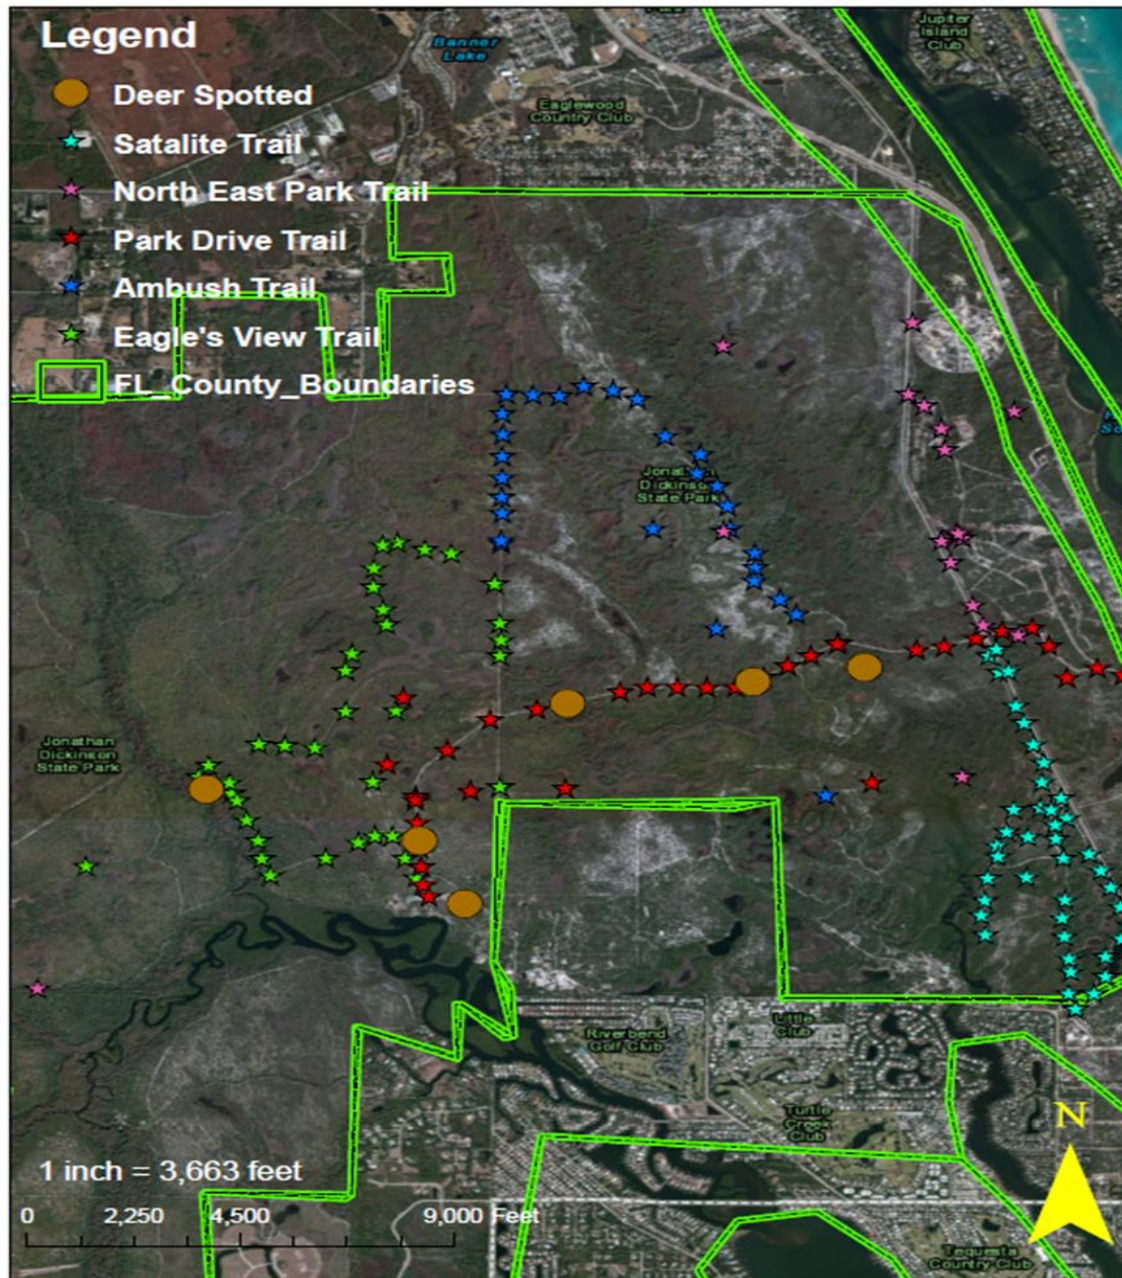 Legend
Deer Spotted
Satalite Trail
North East Park Trail
Park Drive Trail
Ambush Trail
Eagle's View Trail
FL_County_Boundaries
Banner
Lake
Jupiter
Island
Club
Eaglewood
Country Club
Jonathan
Dickinson
State Park
Jonathan
Dickinson
State Park
Riverbend
Golf Club
Little
Club
Turtle
Creek
Club
Tequesta
Country Club
N
1 inch = 3,663 feet
0 2,250 4,500 9,000 Feet